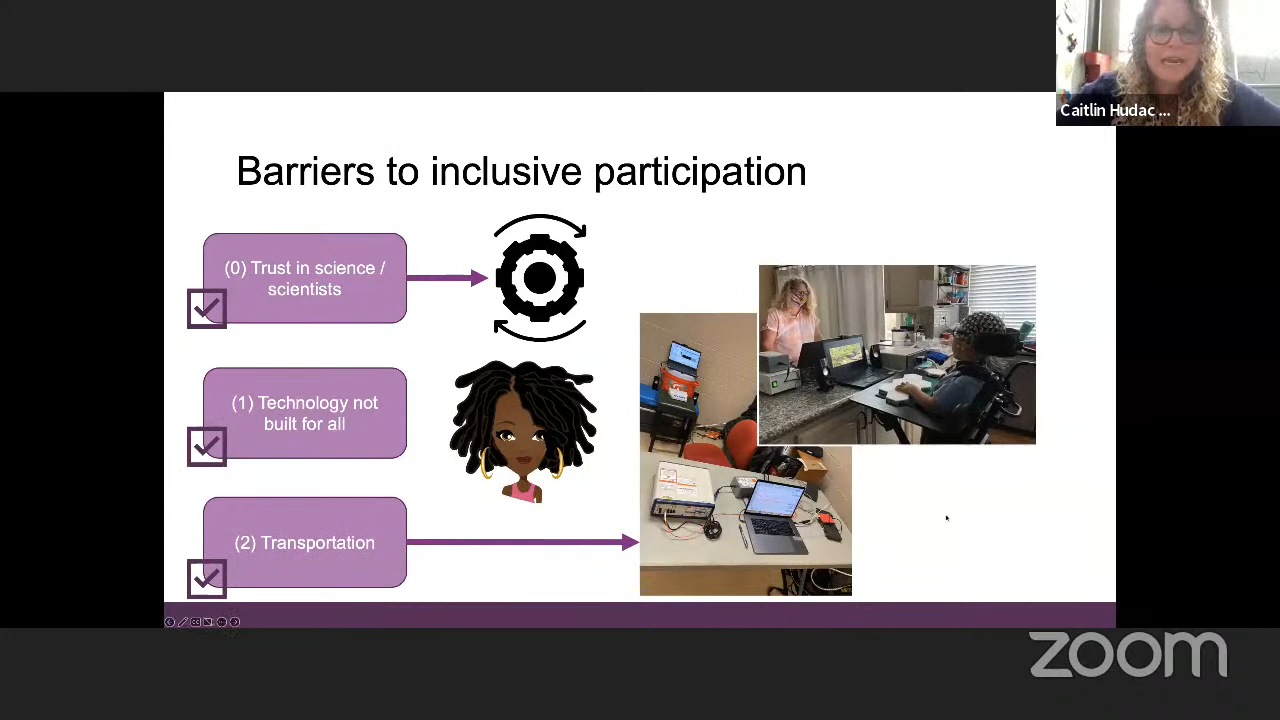 Caitlin Hudac ...
Barriers to inclusive participation
(0) Trust in science /
scientists
(1) Technology not
built for all
(2) Transportation
zoom